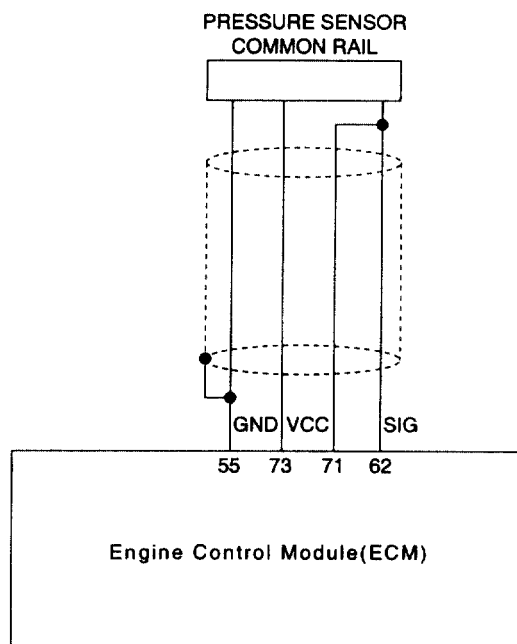 PRESSURE SENSOR
COMMON RAIL
GND VCC SIG
55 73 71 62
Engine Control Module(ECM)